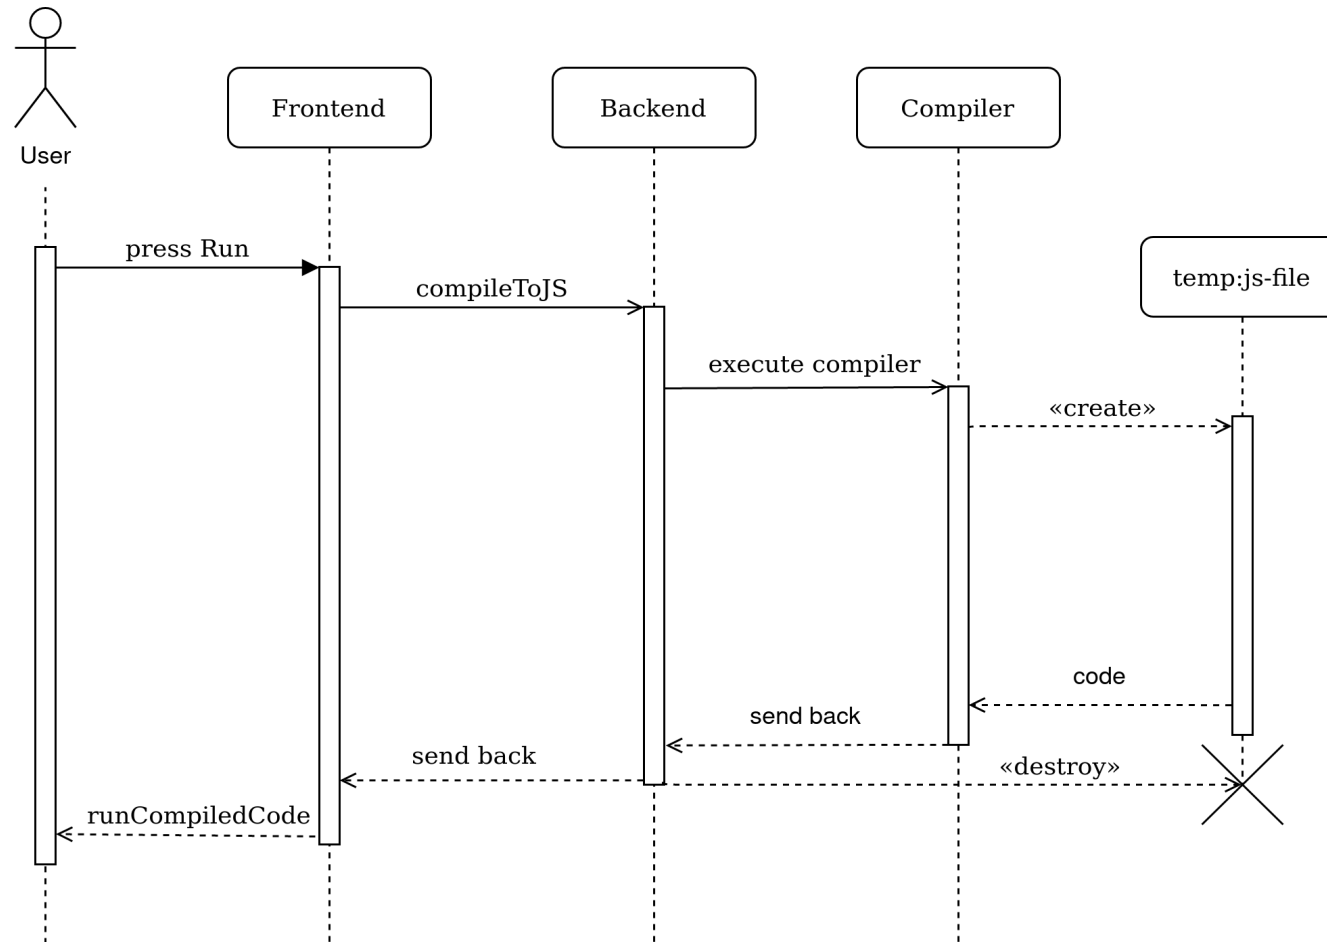 User
Frontend
Backend
Compiler
temp:js-file
press Run
compileToJS
execute compiler
«create»
code
send back
send back
«destroy»
runCompiledCode